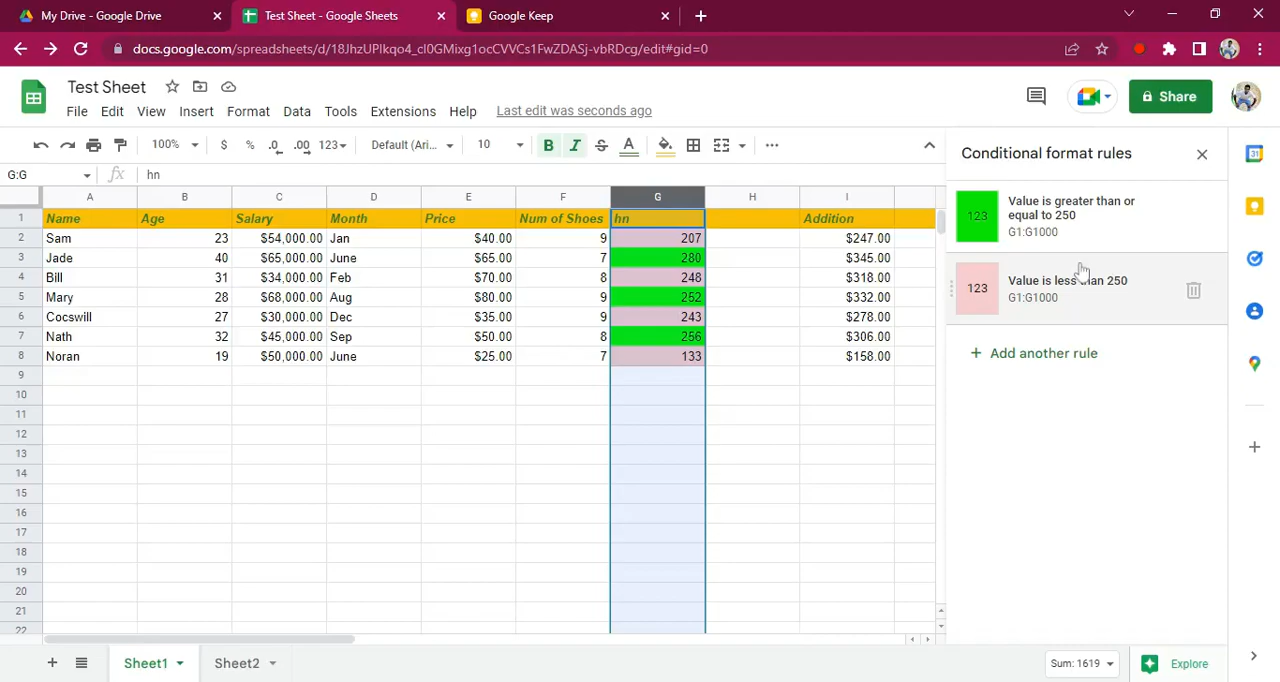 My Drive - Google Drive
Test Sheet - Google Sheets
Google Keep
docs.google.com/spreadsheets/d/18JhzUPlkqo4_cl0GMixg1ocCVVCs1FwZDASj-vbRDcg/edit#gid=0
Test Sheet
File Edit View Insert Format Data Tools Extensions Help Last edit was seconds ago
Share
100% $ % .0 .00 123 Default (Ari... 10 B I S A
G:G fx hn
A B C D E F G H I
1 Name Age Salary Month Price Num of Shoes hn Addition
2 Sam 23 $54,000.00 Jan $40.00 9 207 $247.00
3 Jade 40 $65,000.00 June $65.00 7 280 $345.00
4 Bill 31 $34,000.00 Feb $70.00 8 248 $318.00
5 Mary 28 $68,000.00 Aug $80.00 9 252 $332.00
6 Cocswill 27 $30,000.00 Dec $35.00 9 243 $278.00
7 Nath 32 $45,000.00 Sep $50.00 8 256 $306.00
8 Noran 19 $50,000.00 June $25.00 7 133 $158.00
9
10
11
12
13
14
15
16
17
18
19
20
21
22
Conditional format rules
123
Value is greater than or
equal to 250
G1:G1000
123
Value is less than 250
G1:G1000
+ Add another rule
31
Sheet1
Sheet2
Sum: 1619
Explore